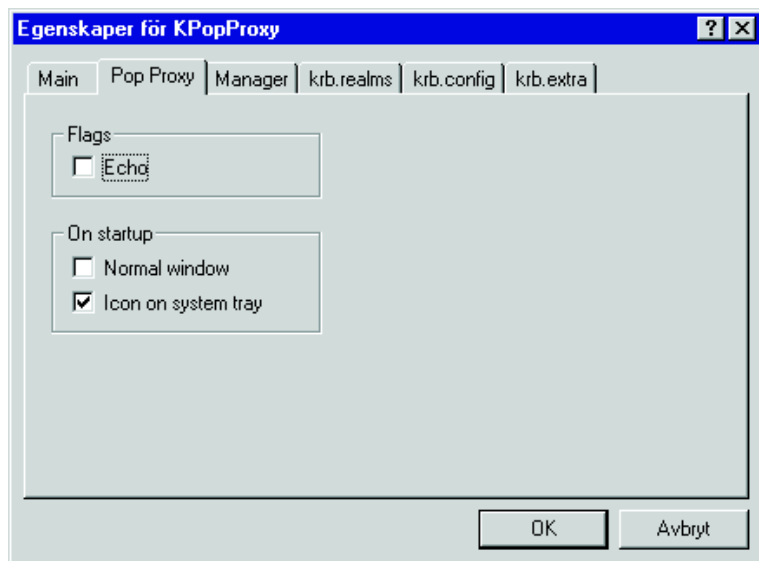 Egenskaper för KPopProxy
Main Pop Proxy Manager krb.realms krb.config krb.extra
Flags
Echo
On startup
Normal window
Icon on system tray
OK Avbryt